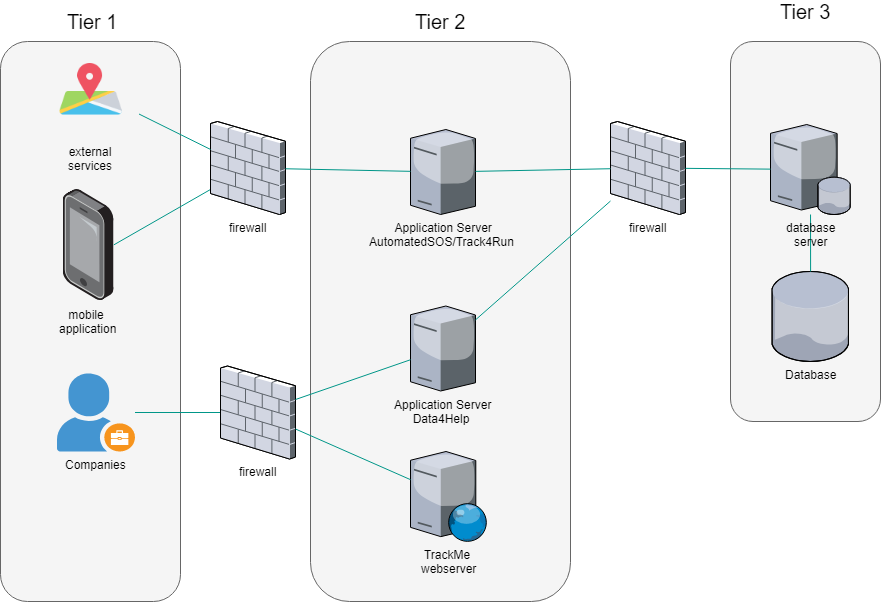 Tier 1
Tier 2
Tier 3
external
services
mobile
application
Companies
firewall
firewall
Application Server
AutomatedSOS/Track4Run
Application Server
Data4Help
TrackMe
webserver
firewall
database
server
Database